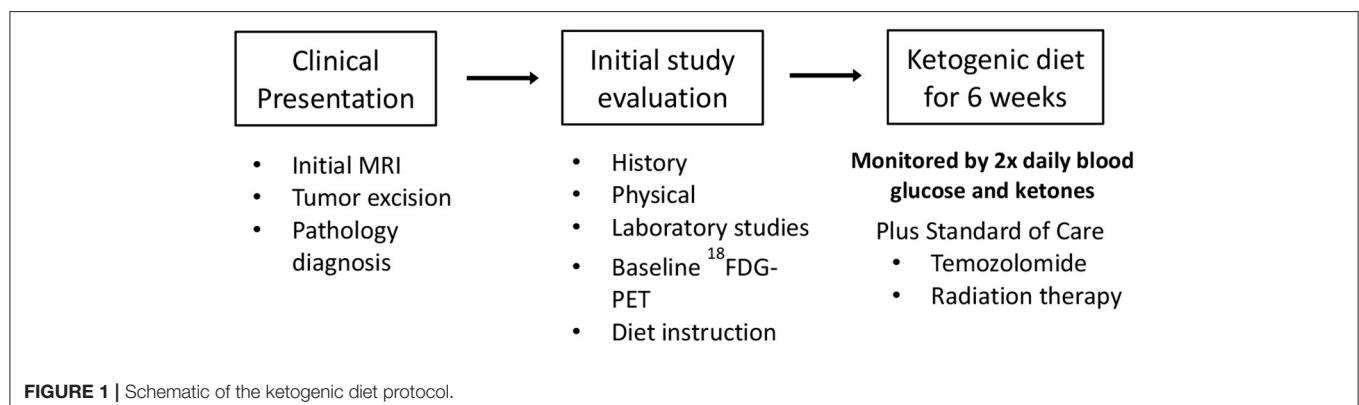 Clinical
Presentation
• Initial MRI
• Tumor excision
• Pathology
diagnosis
Initial study
evaluation
• History
• Physical
• Laboratory studies
• Baseline ¹⁸FDG-
PET
• Diet instruction
Ketogenic diet
for 6 weeks
Monitored by 2x daily blood
glucose and ketones
Plus Standard of Care
• Temozolomide
• Radiation therapy
FIGURE 1 | Schematic of the ketogenic diet protocol.